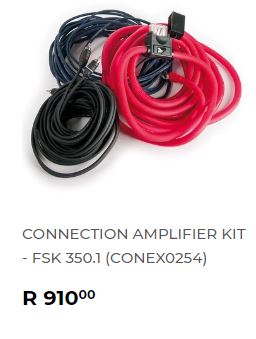 CONNECTION AMPLIFIER KIT
- FSK 350.1 (CONEX0254)
R 910⁰⁰